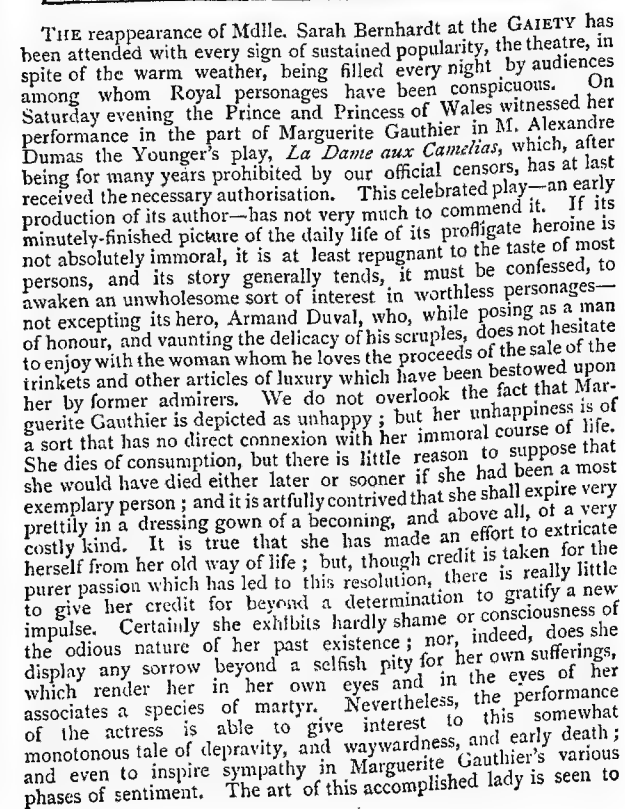 THE reappearance of Mdlle. Sarah Bernhardt at the GAIETY has
been attended with every sign of sustained popularity, the theatre, in
spite of the warm weather, being filled every night by audiences
among whom Royal personages have been conspicuous. On
Saturday evening the Prince and Princess of Wales witnessed her
performance in the part of Marguerite Gauthier in M. Alexandre
Dumas the Younger's play, La Dame aux Camelias, which, after
being for many years prohibited by our official censors, has at last
received the necessary authorisation. This celebrated play—an early
production of its author—has not very much to commend it. If its
minutely-finished picture of the daily life of its profligate heroine is
not absolutely immoral, it is at least repugnant to the taste of most
persons, and its story generally tends, it must be confessed, to
awaken an unwholesome sort of interest in worthless personages—
not excepting its hero, Armand Duval, who, while posing as a man
of honour, and vaunting the delicacy of his scruples, does not hesitate
to enjoy with the woman whom he loves the proceeds of the sale of the
trinkets and other articles of luxury which have been bestowed upon
her by former admirers. We do not overlook the fact that Mar-
guerite Gauthier is depicted as unhappy ; but her unhappiness is of
a sort that has no direct connexion with her immoral course of life.
She dies of consumption, but there is little reason to suppose that
she would have died either later or sooner if she had been a most
exemplary person ; and it is artfully contrived that she shall expire very
prettily in a dressing gown of a becoming, and above all, of a very
costly kind. It is true that she has made an effort to extricate
herself from her old way of life ; but, though credit is taken for the
purer passion which has led to this resolution, there is really little
to give her credit for beyond a determination to gratify a new
impulse. Certainly she exhibits hardly shame or consciousness of
the odious nature of her past existence ; nor, indeed, does she
display any sorrow beyond a selfish pity for her own sufferings,
which render her in her own eyes and in the eyes of her
associates a species of martyr. Nevertheless, the performance
of the actress is able to give interest to this somewhat
monotonous tale of depravity, and waywardness, and early death ;
and even to inspire sympathy in Marguerite Gauthier's various
phases of sentiment. The art of this accomplished lady is seen to